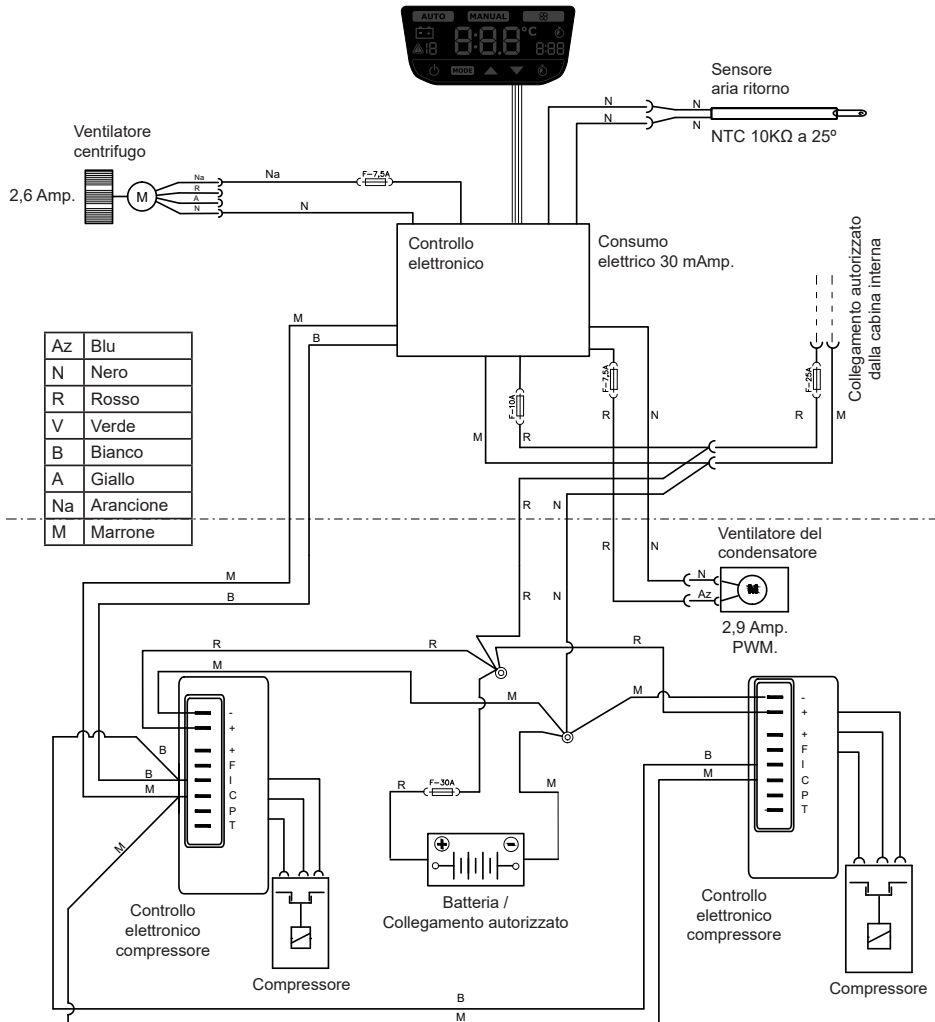 AUTO MANUAL
18 8:8.8 °C 8:88
MODE
Sensore
aria ritorno
N N
N N
NTC 10KΩ a 25º
Ventilatore
centrifugo
2,6 Amp.
M
Na
R
A
N
Na
F-7,5A
N
Controllo
elettronico
Consumo
elettrico 30 mAmp.
Collegamento autorizzato
dalla cabina interna
M
B
Az Blu
N Nero
R Rosso
V Verde
B Bianco
A Giallo
Na Arancione
M Marrone
F-10A
F-7,5A
F-25A
R N
R M
M R
R N
R N
Ventilatore del
condensatore
N
Az
M
2,9 Amp.
PWM.
M
B
R N
R R
M
R
M
M
-
+
+
F
I
C
P
T
B
B
M
M
-
+
+
F
I
C
P
T
B
M
R F-30A M
+ -
Batteria /
Collegamento autorizzato
Controllo
elettronico
compressore
Compressore
Controllo
elettronico
compressore
Compressore
B
M